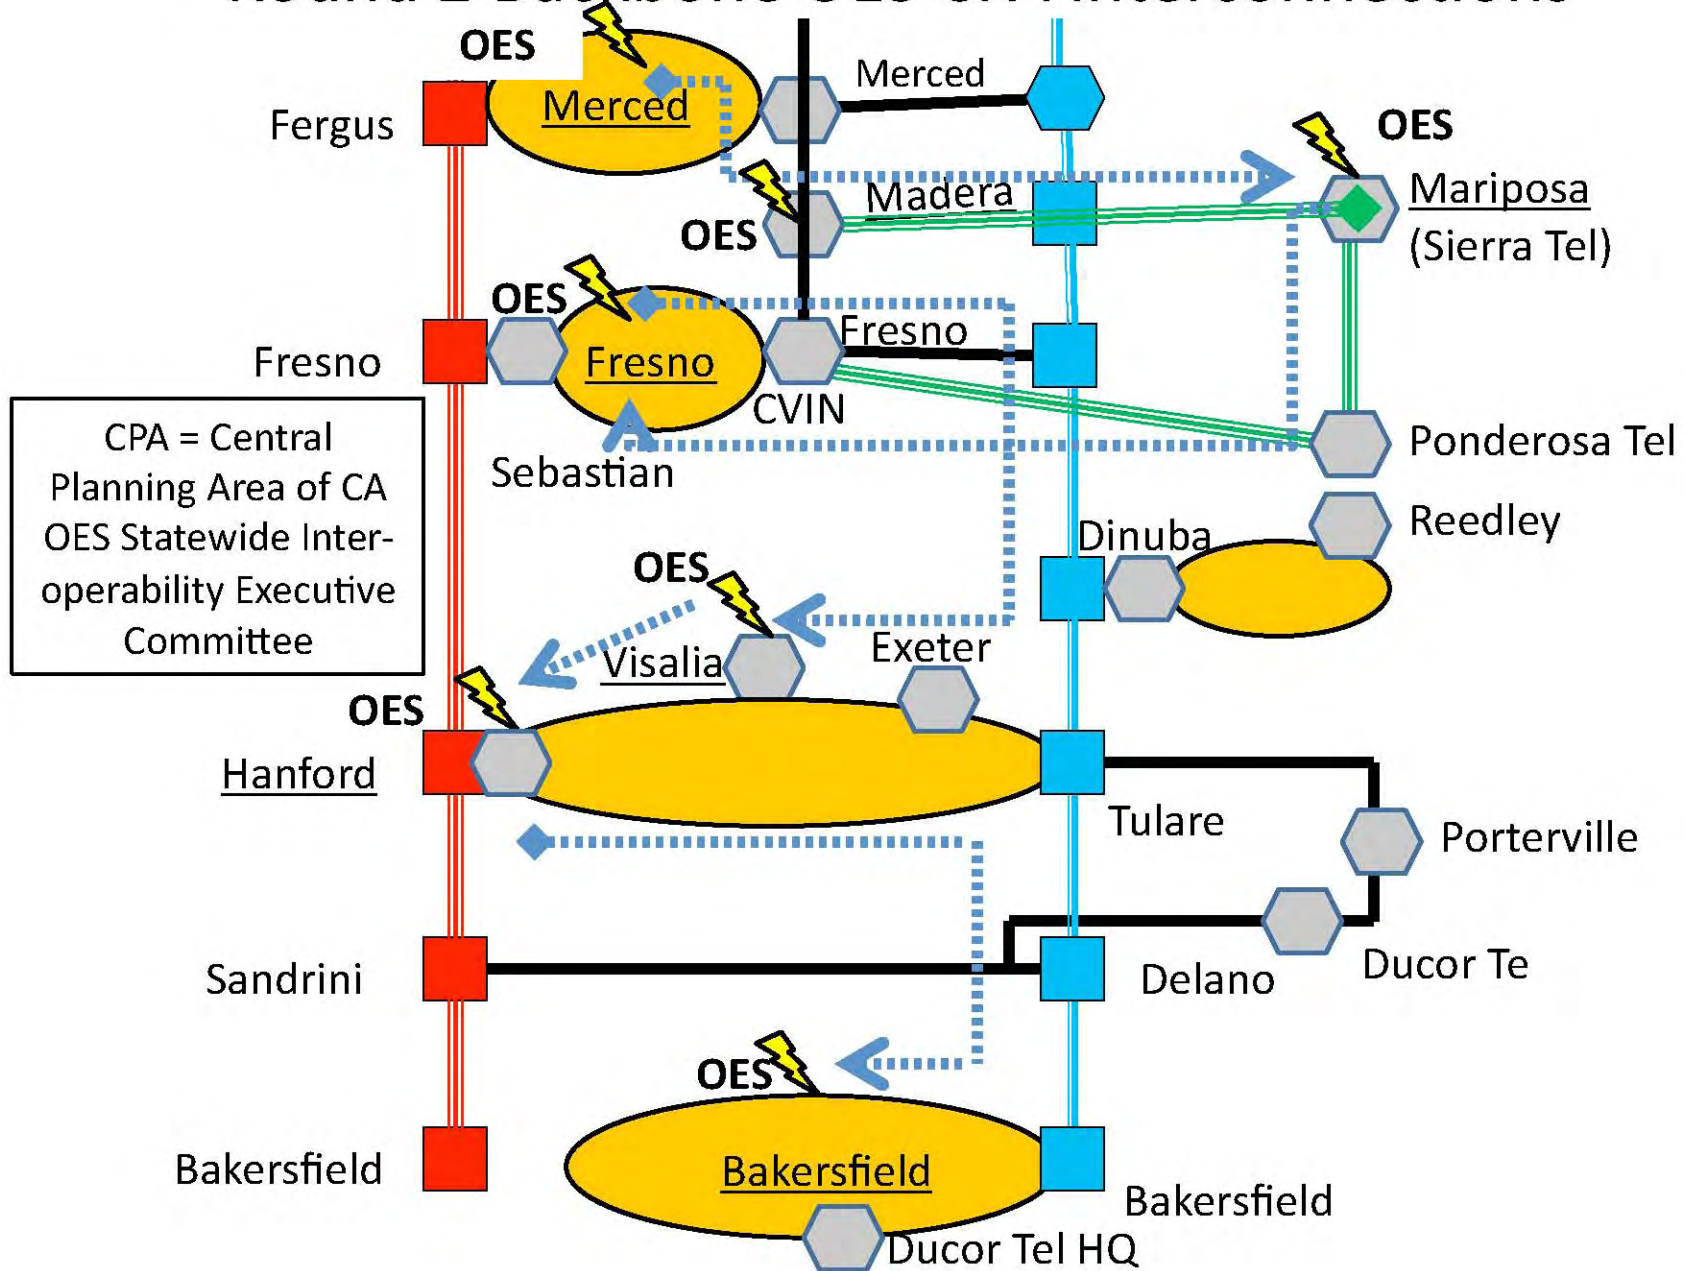 OES
Merced
Merced
Fergus
OES
Mariposa
(Sierra Tel)
Madera
OES
OES
Fresno
Fresno
Fresno
CVIN
Sebastian
Ponderosa Tel
Reedley
CPA = Central
Planning Area of CA
OES Statewide Inter-
operability Executive
Committee
Dinuba
OES
Exeter
Visalia
OES
Hanford
Tulare
Porterville
Sandrini
Delano
Ducor Te
OES
Bakersfield
Bakersfield
Bakersfield
Ducor Tel HQ